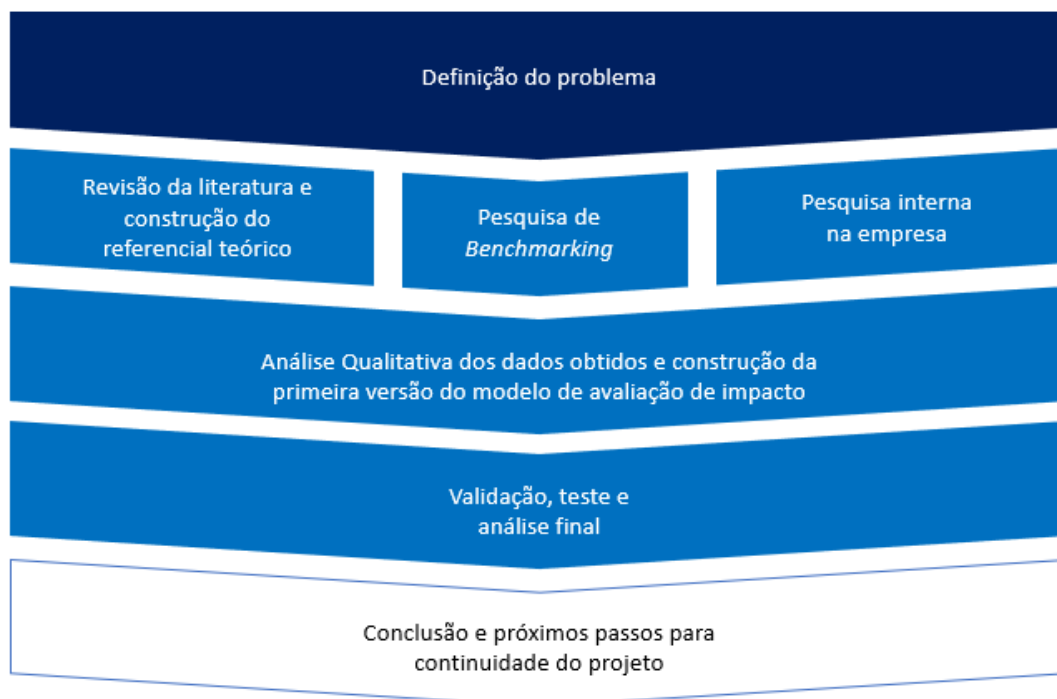 Definição do problema
Revisão da literatura e
construção do
referencial teórico
Pesquisa de
Benchmarking
Pesquisa interna
na empresa
Análise Qualitativa dos dados obtidos e construção da
primeira versão do modelo de avaliação de impacto
Validação, teste e
análise final
Conclusão e próximos passos para
continuidade do projeto